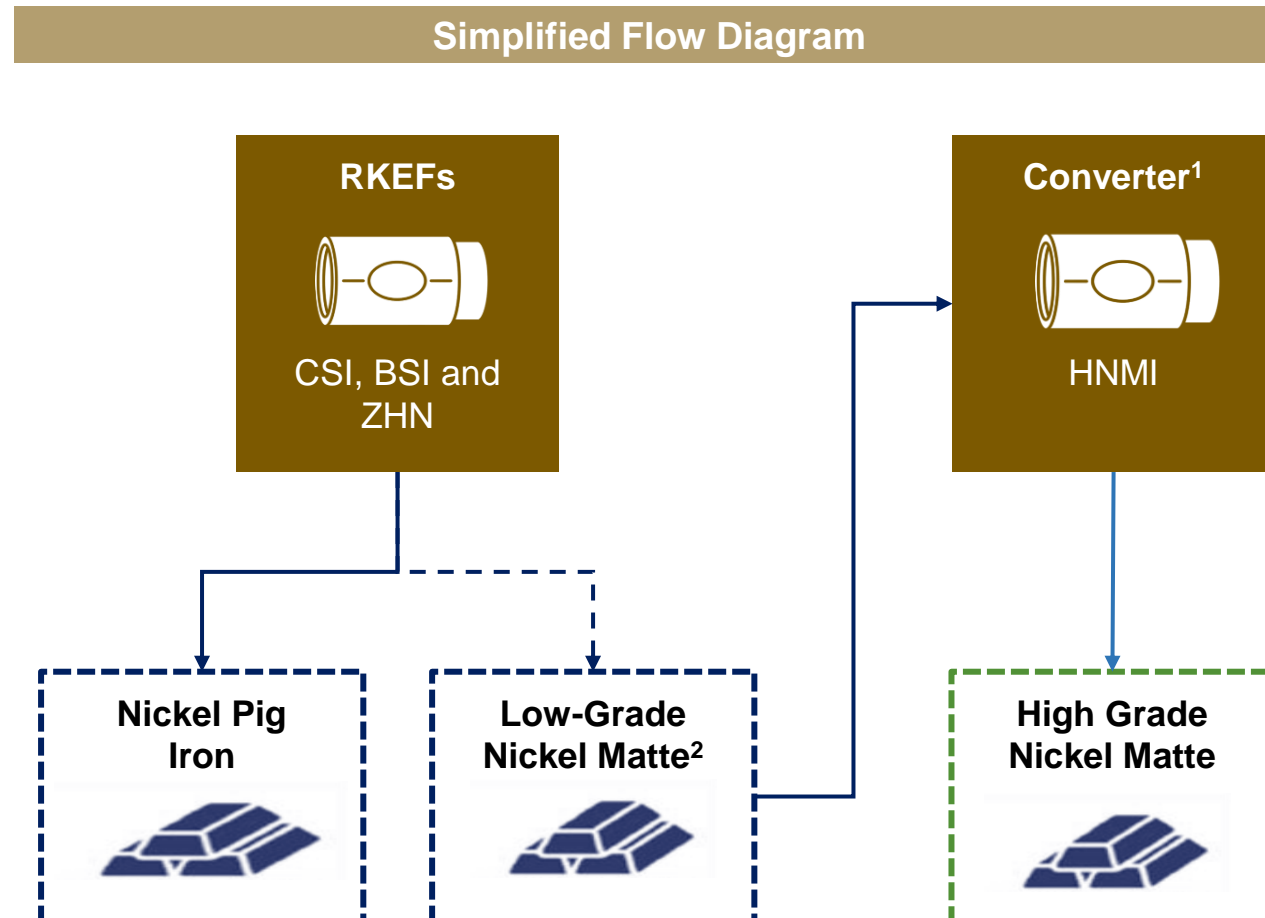 Simplified Flow Diagram
RKEFs
CSI, BSI and
ZHN
Converter¹
HNMI
Nickel Pig
Iron
Low-Grade
Nickel Matte²
High Grade
Nickel Matte